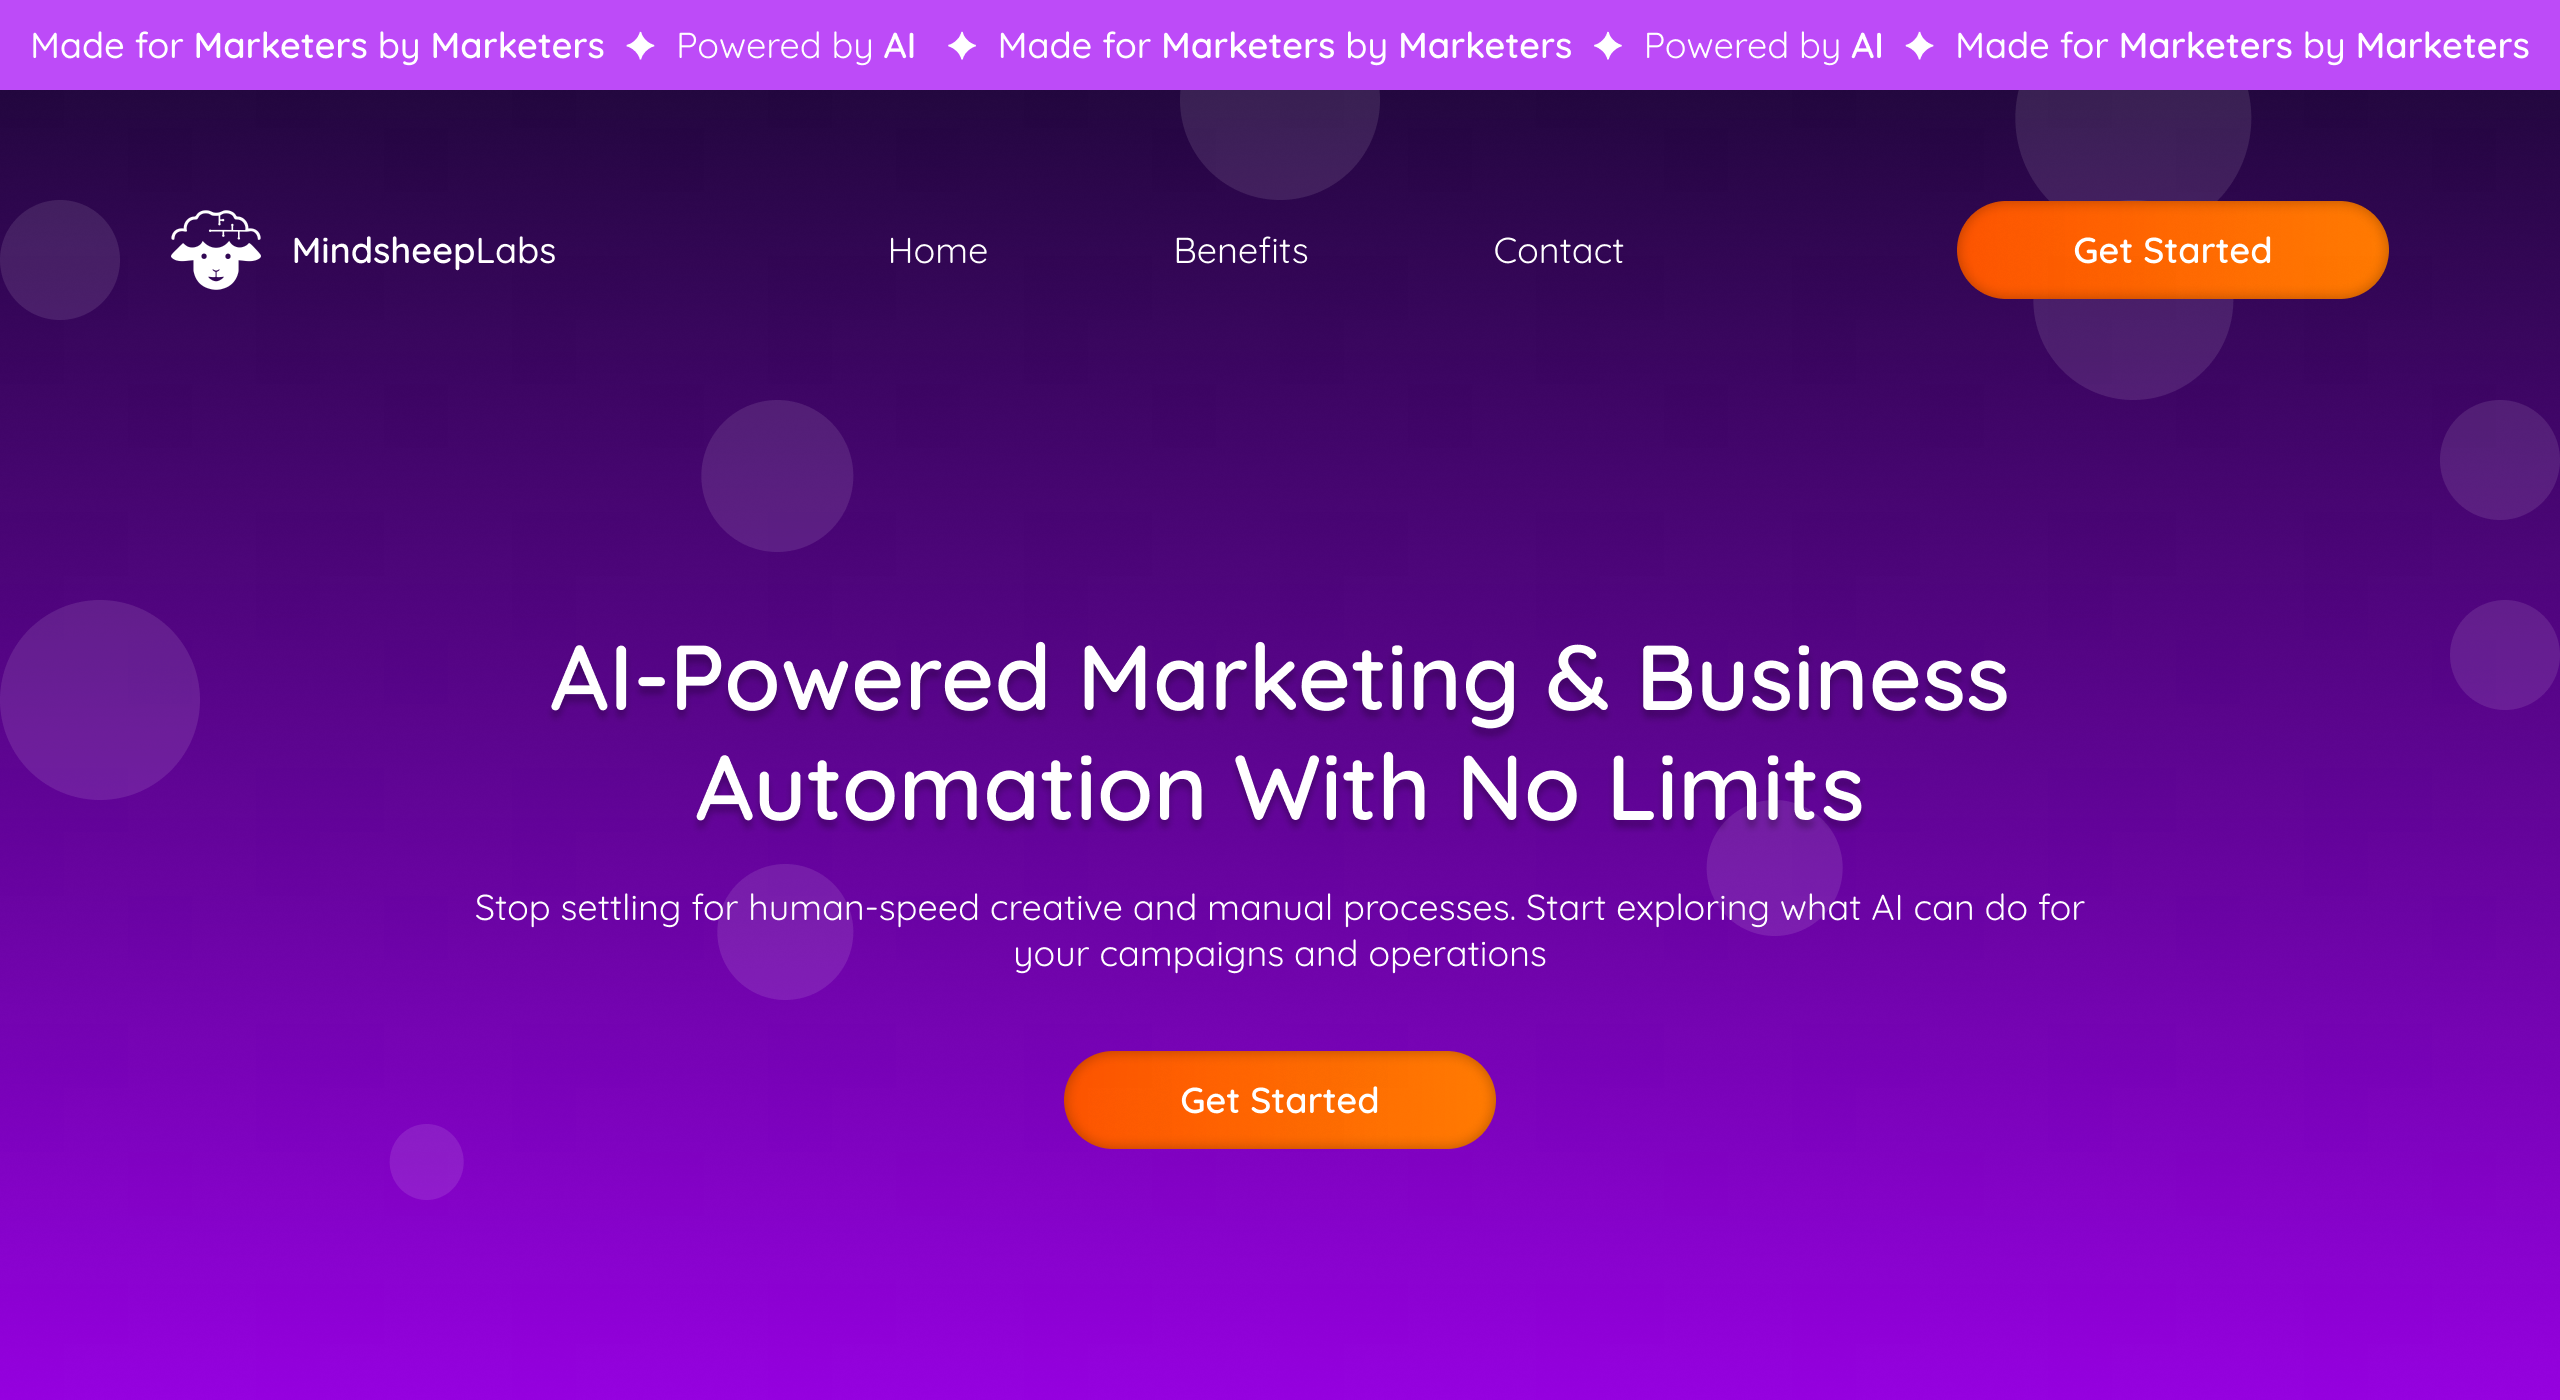 Made for Marketers by Marketers ✦ Powered by AI ✦ Made for Marketers by Marketers ✦ Powered by AI ✦ Made for Marketers by Marketers
MindsheepLabs Home Benefits Contact Get Started
AI-Powered Marketing & Business
Automation With No Limits
Stop settling for human-speed creative and manual processes. Start exploring what AI can do for
your campaigns and operations
Get Started